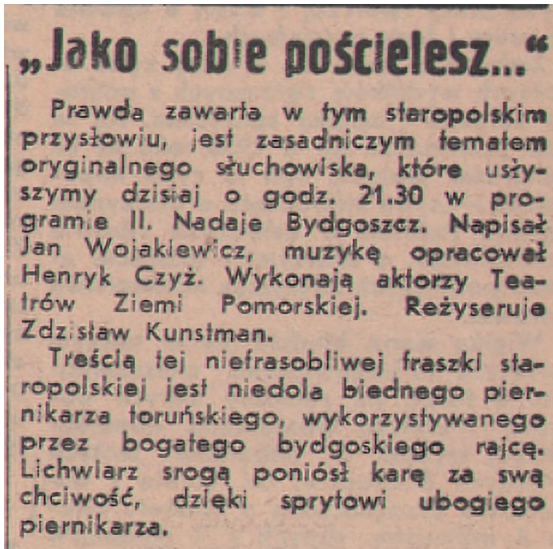 „Jako sobie pościelesz...“
Prawda zawarta w tym staropolskim
przysłowiu, jest zasadniczym tematem
oryginalnego słuchowiska, które usły-
szymy dzisiaj o godz. 21.30 w pro-
gramie II. Nadaje Bydgoszcz. Napisał
Jan Wojakiewicz, muzykę opracował
Henryk Czyż. Wykonają aktorzy Tea-
trów Ziemi Pomorskiej. Reżyseruje
Zdzisław Kunstman.
Treścią tej niefrasobliwej fraszki sta-
ropolskiej jest niedola biednego pier-
nikarza toruńskiego, wykorzystywanego
przez bogatego bydgoskiego rajcę.
Lichwiarz srogą poniósł karę za swą
chciwość, dzięki sprytowi ubogiego
piernikarza.